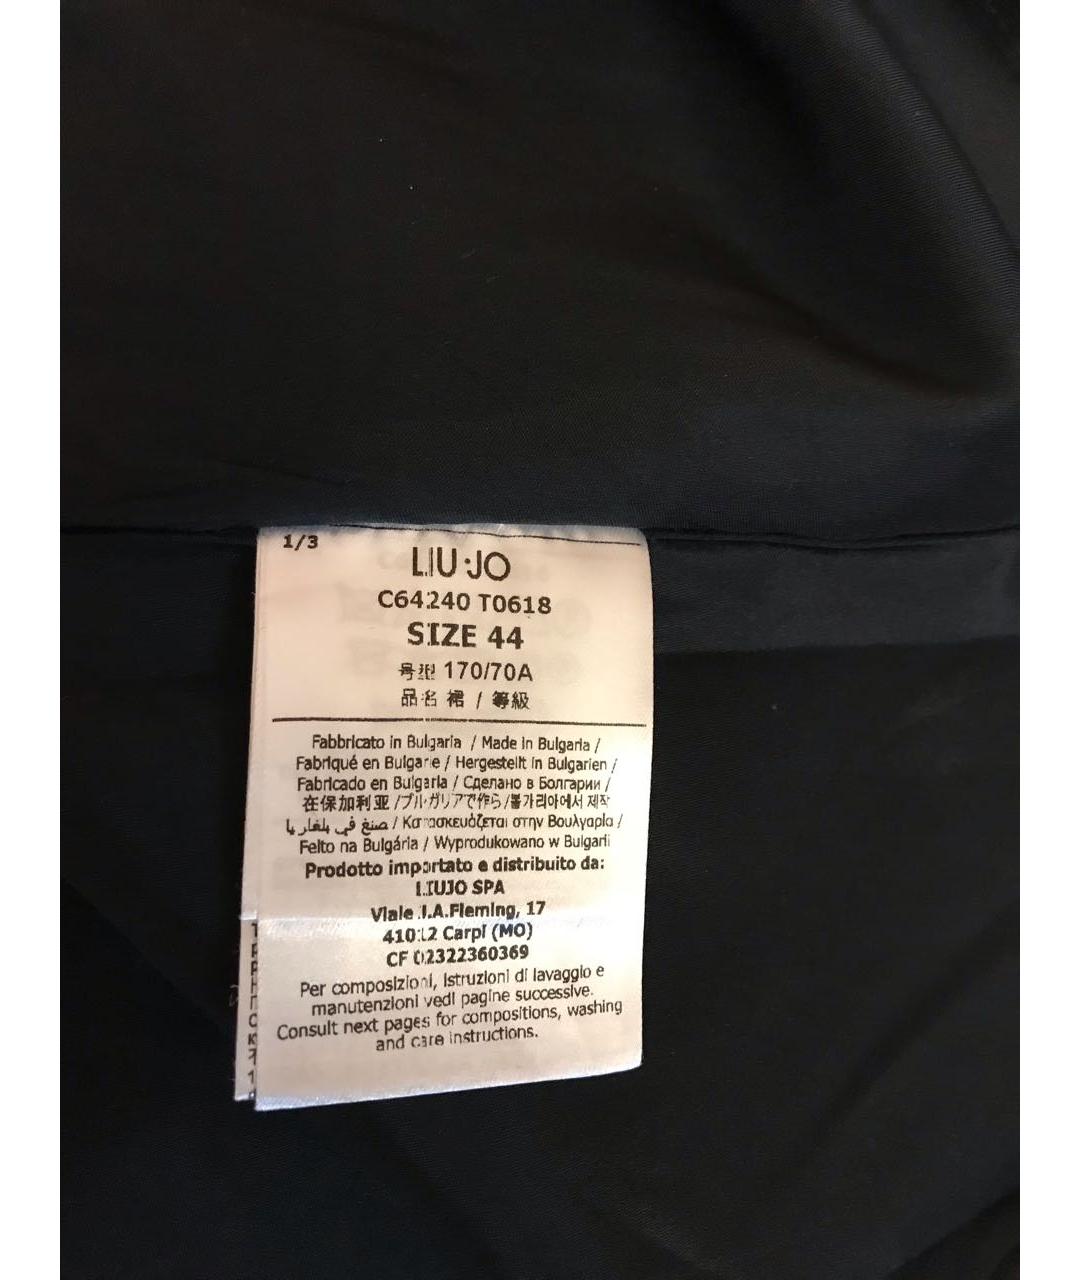 1/3
LIU·JO
C64240 T0618
SIZE 44
号型 170/70A
品名 裙 / 等級
Fabbricato in Bulgaria / Made in Bulgaria /
Fabriqué en Bulgarie / Hergestellt in Bulgarien /
Fabricado en Bulgaria / Сделано в Болгарии /
在保加利亚 /ブルガリアで作ら/불가리아에서 제작
صنع في بلغاريا / Κατασκευάζεται στην Βουλγαρία /
Feito na Bulgária / Wyprodukowano w Bulgarii
Prodotto importato e distribuito da:
LIUJO SPA
Viale J.A.Fleming, 17
41012 Carpi (MO)
CF 02322360369
Per composizioni, istruzioni di lavaggio e
manutenzioni vedi pagine successive.
Consult next pages for compositions, washing
and care instructions.